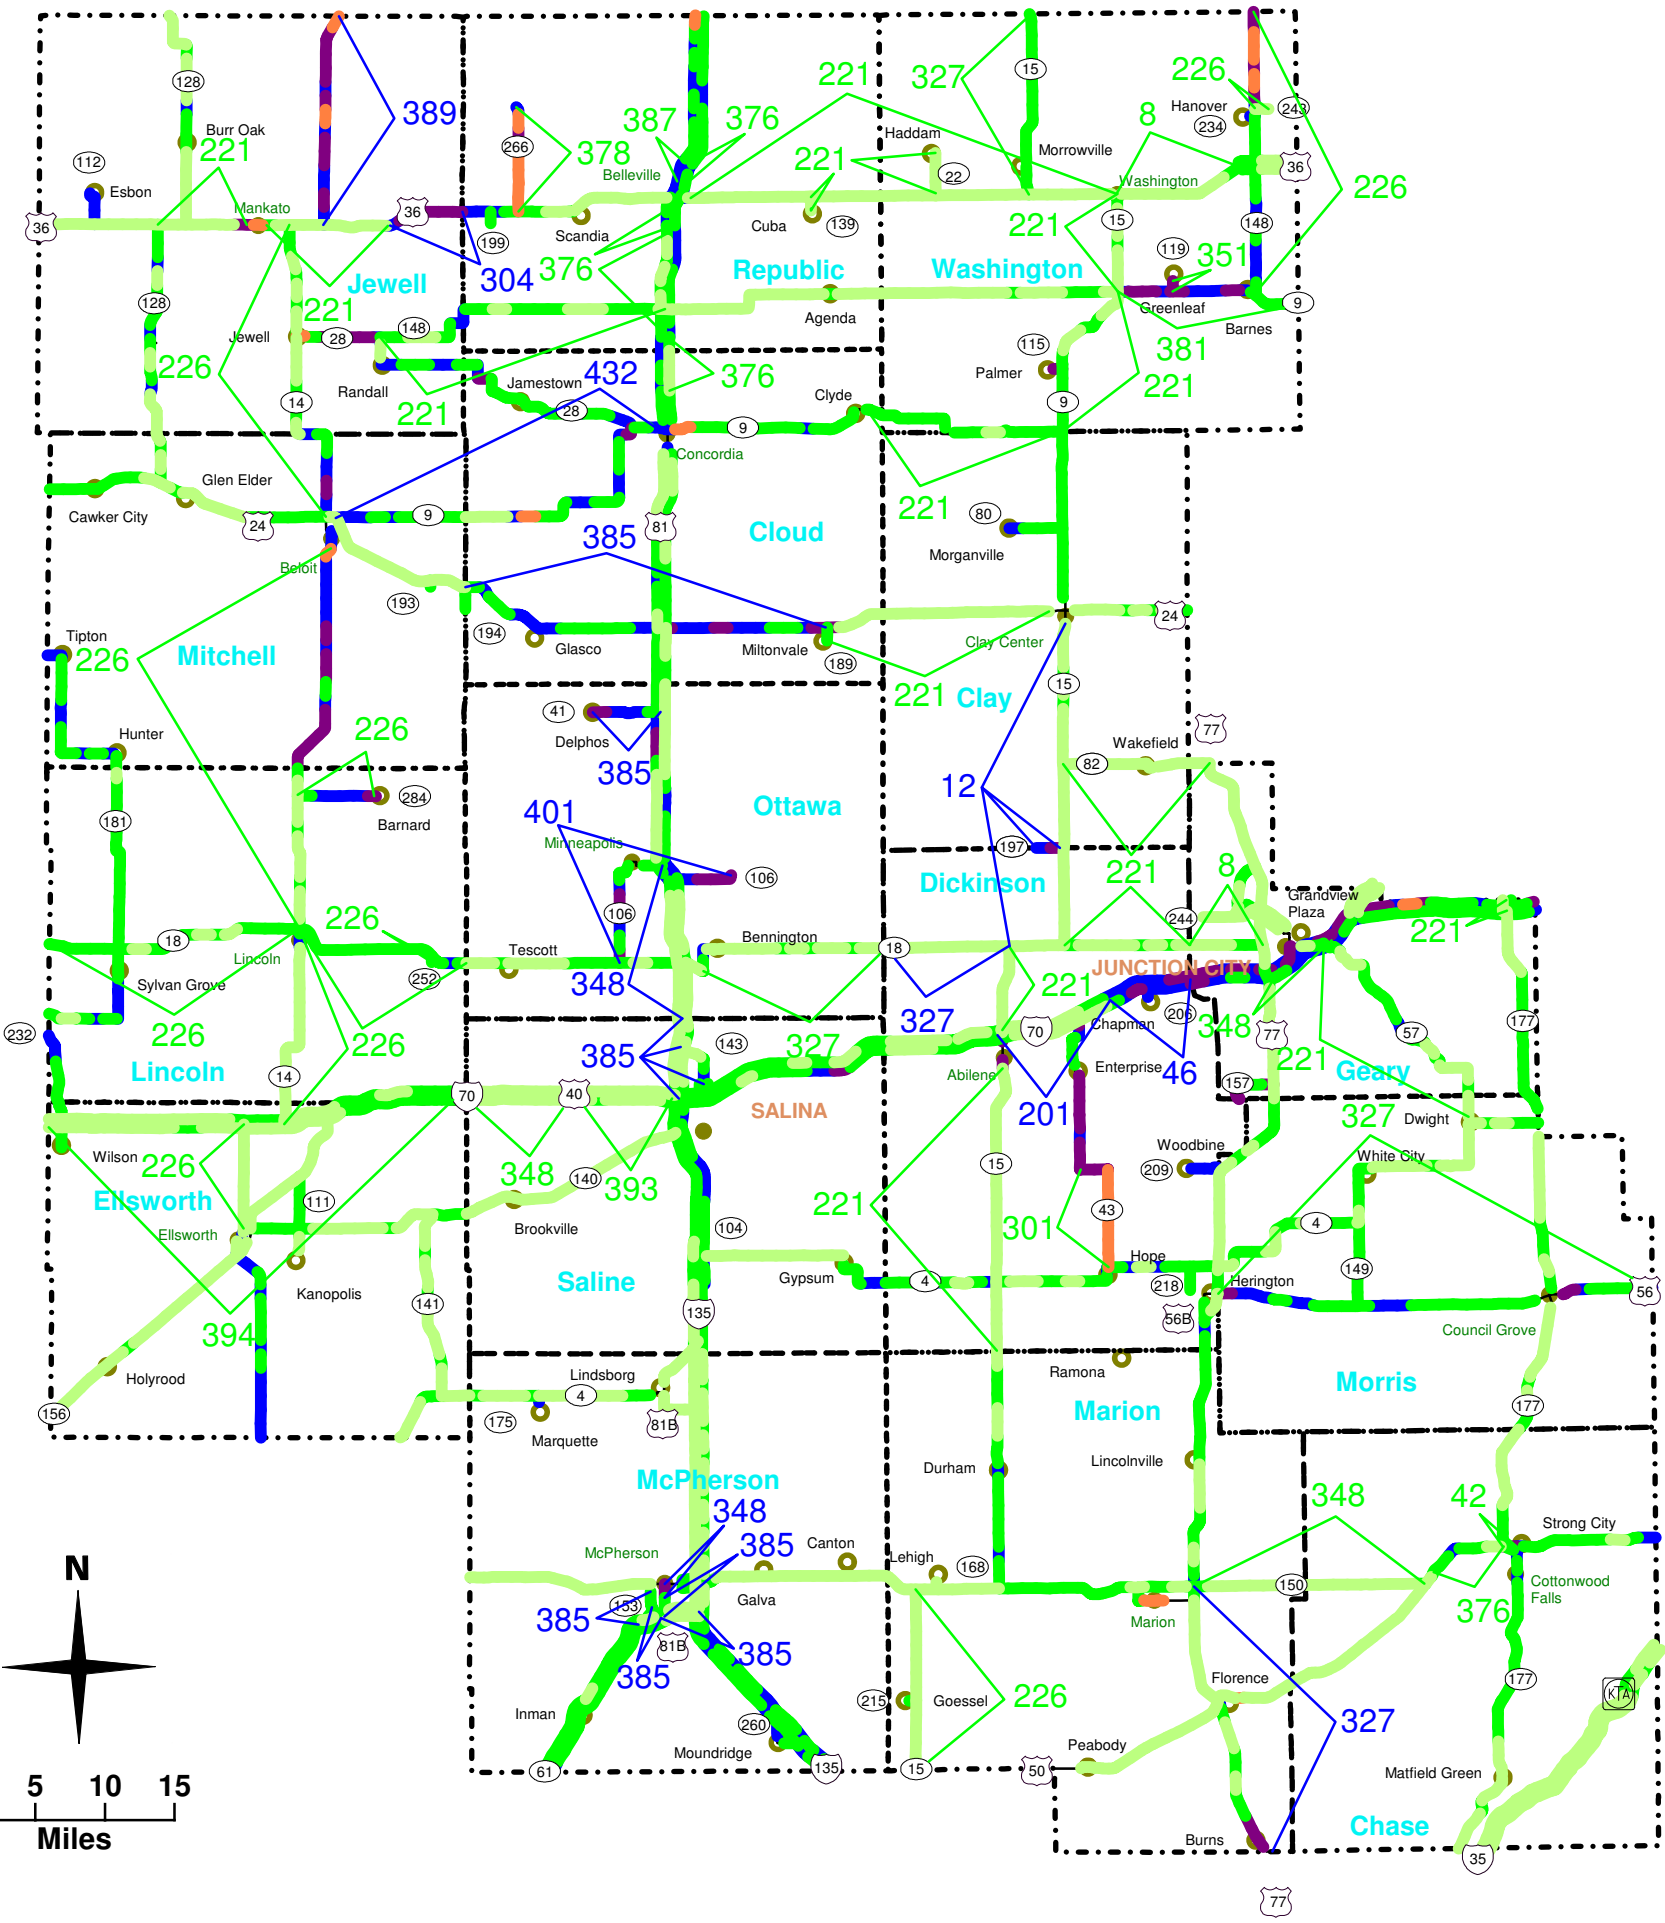 128
15
226
243
Hanover
234
8
327
221
389
387
376
Burr Oak
221
112
Esbon
266
378
Belleville
Haddam
221
22
Morrowville
36
Washington
226
Mankato
36
36
199
Scandia
Cuba
139
15
221
148
119
351
304
376
Jewell
Republic
Washington
128
221
Agenda
Greenleaf
9
Barnes
Jewell
28
148
115
381
226
Randall
432
376
Palmer
221
14
221
Jamestown
28
Clyde
9
9
Concordia
Glen Elder
Cawker City
24
9
221
80
81
Cloud
385
Morganville
Beloit
193
194
Glasco
Miltonvale
189
Clay Center
24
Tipton
226
Mitchell
221
Clay
15
41
Delphos
385
77
Hunter
226
Wakefield
82
12
284
Barnard
401
Ottawa
181
Minneapolis
197
106
Dickinson
221
8
106
244
Grandview
Plaza
221
18
226
Lincoln
Tescott
Bennington
18
252
Sylvan Grove
348
JUNCTION CITY
221
327
Chapman
206
348
77
57
177
232
226
226
143
385
327
70
Abilene
Enterprise
46
221
Lincoln
14
157
Geary
70
40
SALINA
201
327
Dwight
Wilson
226
348
140
393
15
Woodbine
209
White City
Ellsworth
111
Ellsworth
Brookville
104
221
301
43
4
Kanopolis
Saline
Gypsum
4
Hope
218
Herington
149
56
141
135
56B
394
Council Grove
Holyrood
Lindsborg
4
Ramona
Morris
156
175
81B
Marquette
Marion
177
McPherson
Durham
Lincolnville
348
348
42
385
McPherson
Canton
Lehigh
168
Strong City
153
Galva
150
Cottonwood
Falls
385
81B
385
385
Marion
376
N
Inman
260
215
Goessel
226
Florence
177
KTA
327
Moundridge
Peabody
61
135
15
50
Matfield Green
5 10 15
Miles
Burns
Chase
35
77